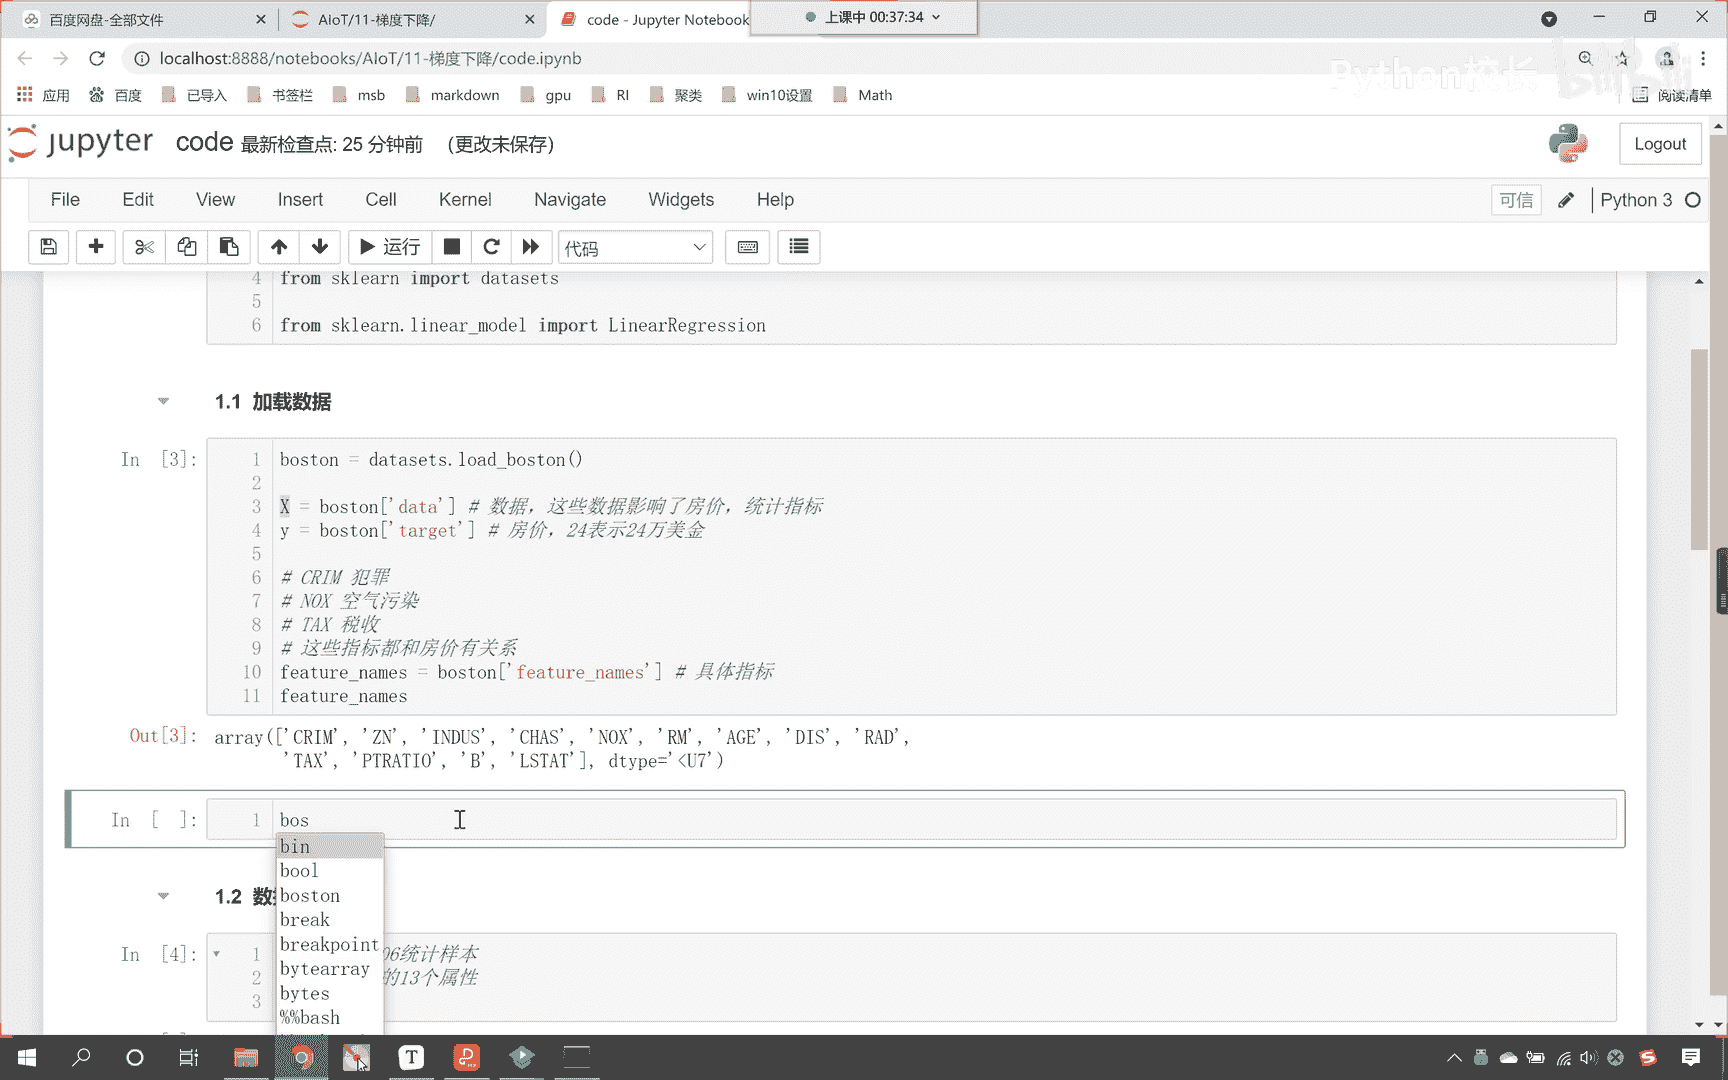 百度网盘-全部文件
AIoT/11-梯度下降/
code - Jupyter Notebook
上课中 00:37:34
localhost:8888/notebooks/AIoT/11-梯度下降/code.ipynb
Python校长
bilibili
应用 百度 已导入 书签栏 msb markdown gpu RI 聚类 win10设置 Math 阅读清单
jupyter code 最新检查点: 25 分钟前 (更改未保存) Logout
File Edit View Insert Cell Kernel Navigate Widgets Help 可信 Python 3
运行 代码
4 from sklearn import datasets
5
6 from sklearn.linear_model import LinearRegression
1.1 加载数据
In [3]: 1 boston = datasets.load_boston()
2
3 X = boston['data'] # 数据，这些数据影响了房价，统计指标
4 y = boston['target'] # 房价，24表示24万美金
5
6 # CRIM 犯罪
7 # NOX 空气污染
8 # TAX 税收
9 # 这些指标都和房价有关系
10 feature_names = boston['feature_names'] # 具体指标
11 feature_names
Out[3]: array(['CRIM', 'ZN', 'INDUS', 'CHAS', 'NOX', 'RM', 'AGE', 'DIS', 'RAD',
'TAX', 'PTRATIO', 'B', 'LSTAT'], dtype='<U7')
In [ ]: 1 bos
bin
bool
boston
break
breakpoint
bytearray
bytes
%%bash
1.2 数
In [4]: 1 06统计样本
2 的13个属性
3